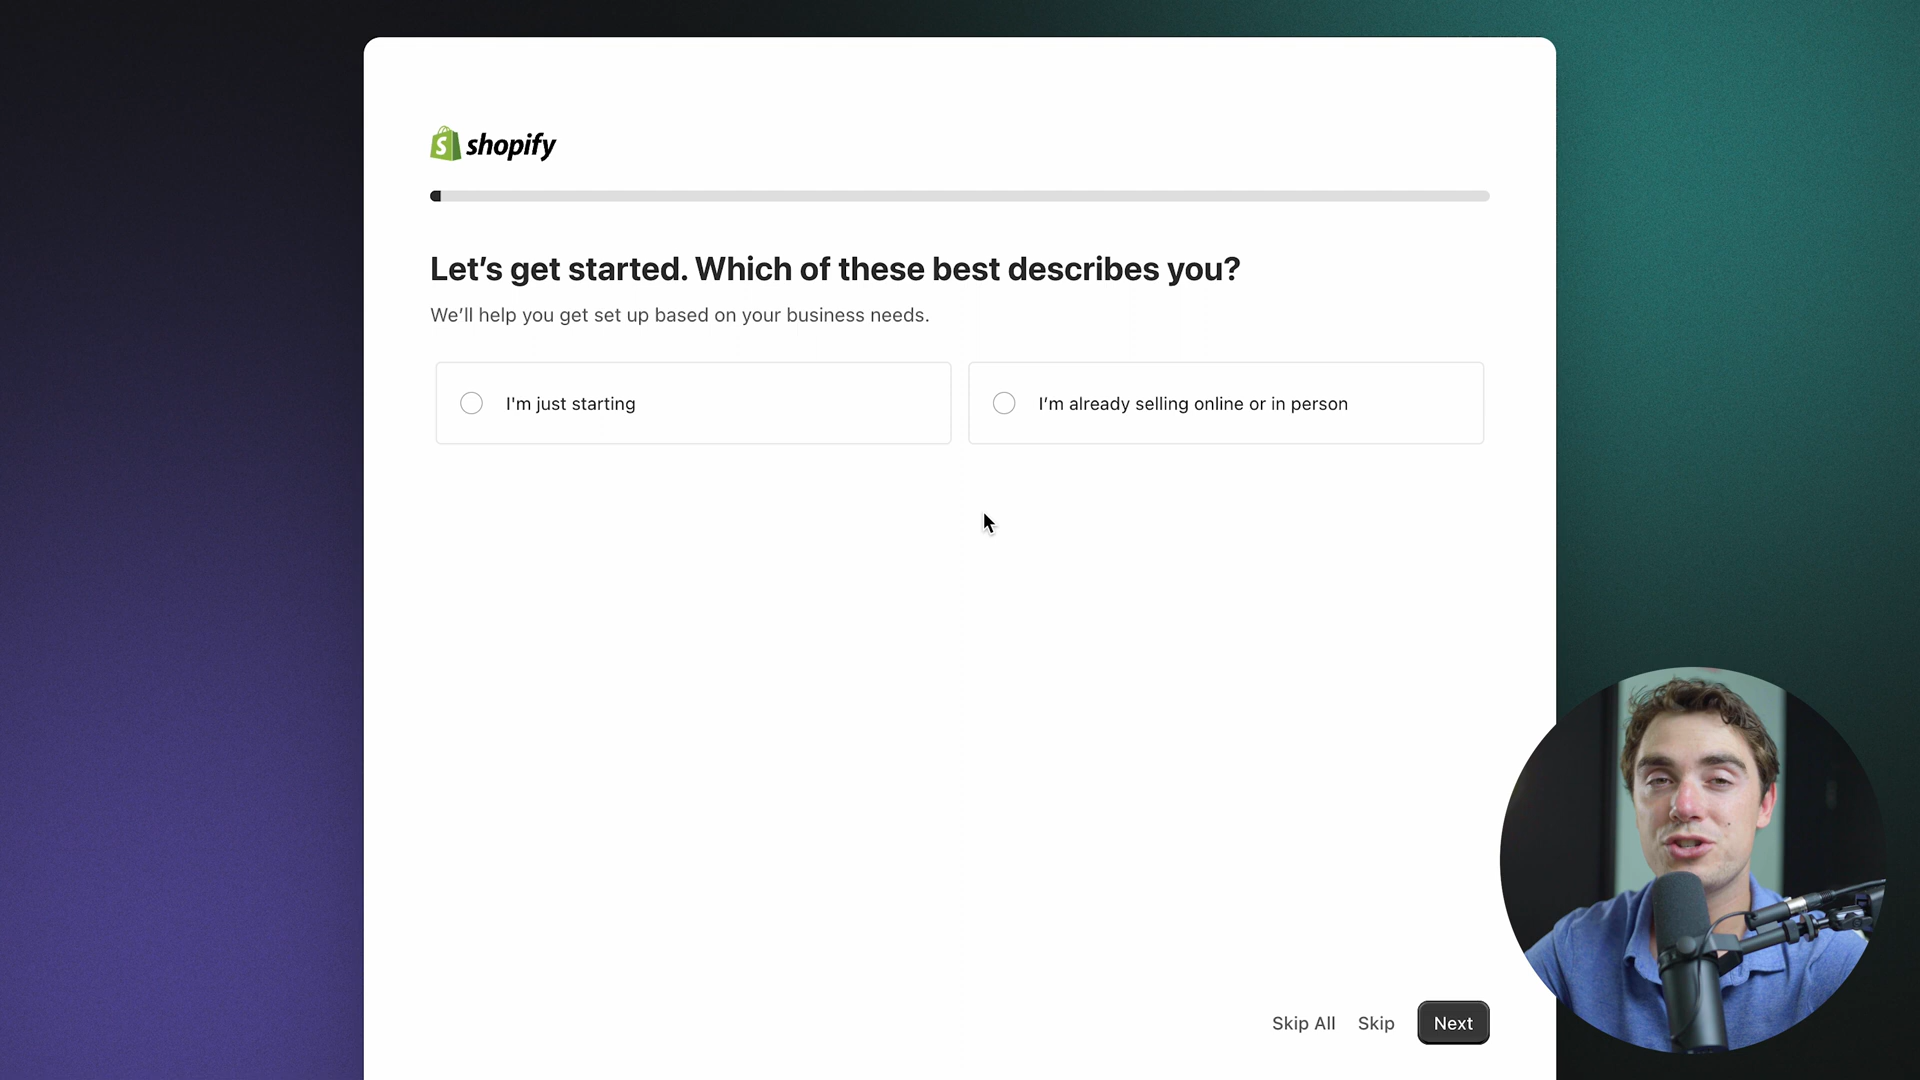 shopify
Let’s get started. Which of these best describes you?
We’ll help you get set up based on your business needs.
I'm just starting
I’m already selling online or in person
Skip All
Skip
Next